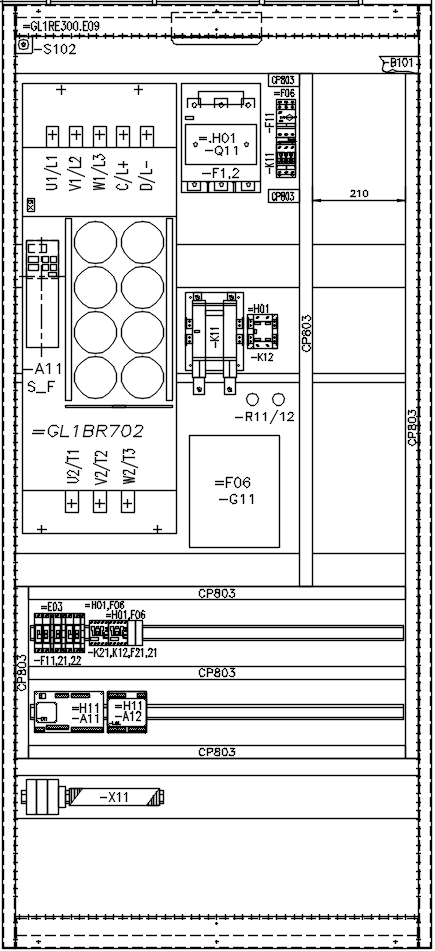 =GL1RE300.E09
-S102
-B101
CP803
=F06
-F11
-K11
=.H01
-Q11
-F1,2
CP803
U1/L1
V1/L2
W1/L3
C/L+
D/L-
210
=H01
-K11
-K12
CP803
-A11
S_F
-R11/12
CP803
=GL1BR702
U2/T1
V2/T2
W2/T3
=F06
-G11
CP803
=E03
=H01,F06
=H01,F06
-F11,21,22
-K21,K12,F21,21
CP803
CP803
=H11
-A11
=H11
-A12
CP803
-X11